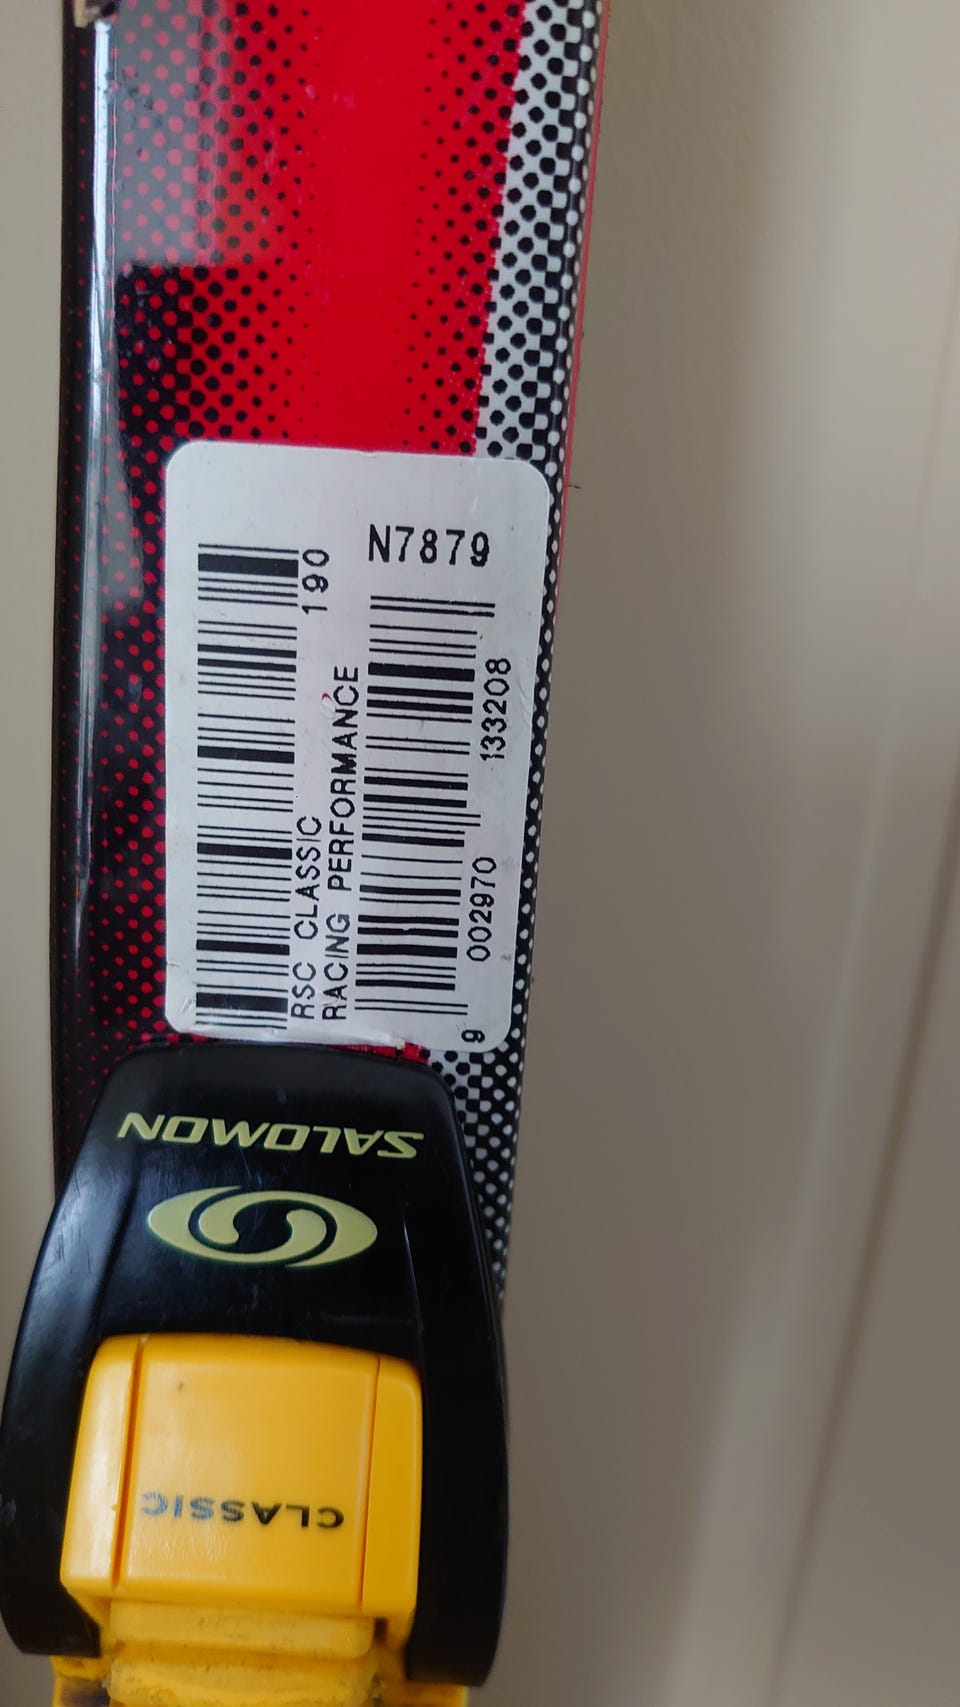 N7879
190
RSC CLASSIC
RACING PERFORMANCE
9 002970 133208
SALOMON
CLASSIC